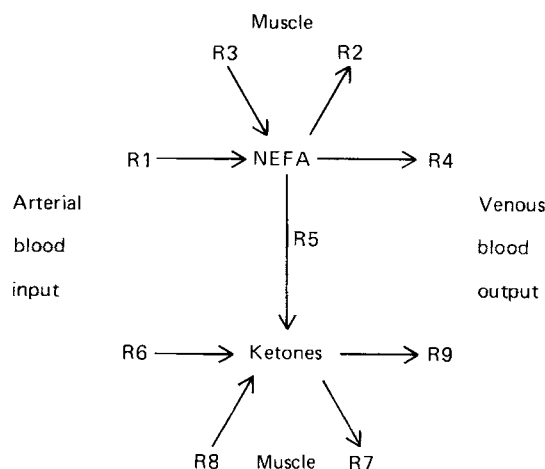 Muscle
R3 R2
R1 NEFA R4
Arterial
blood
input
Venous
blood
output
R5
R6 Ketones R9
R8 Muscle R7